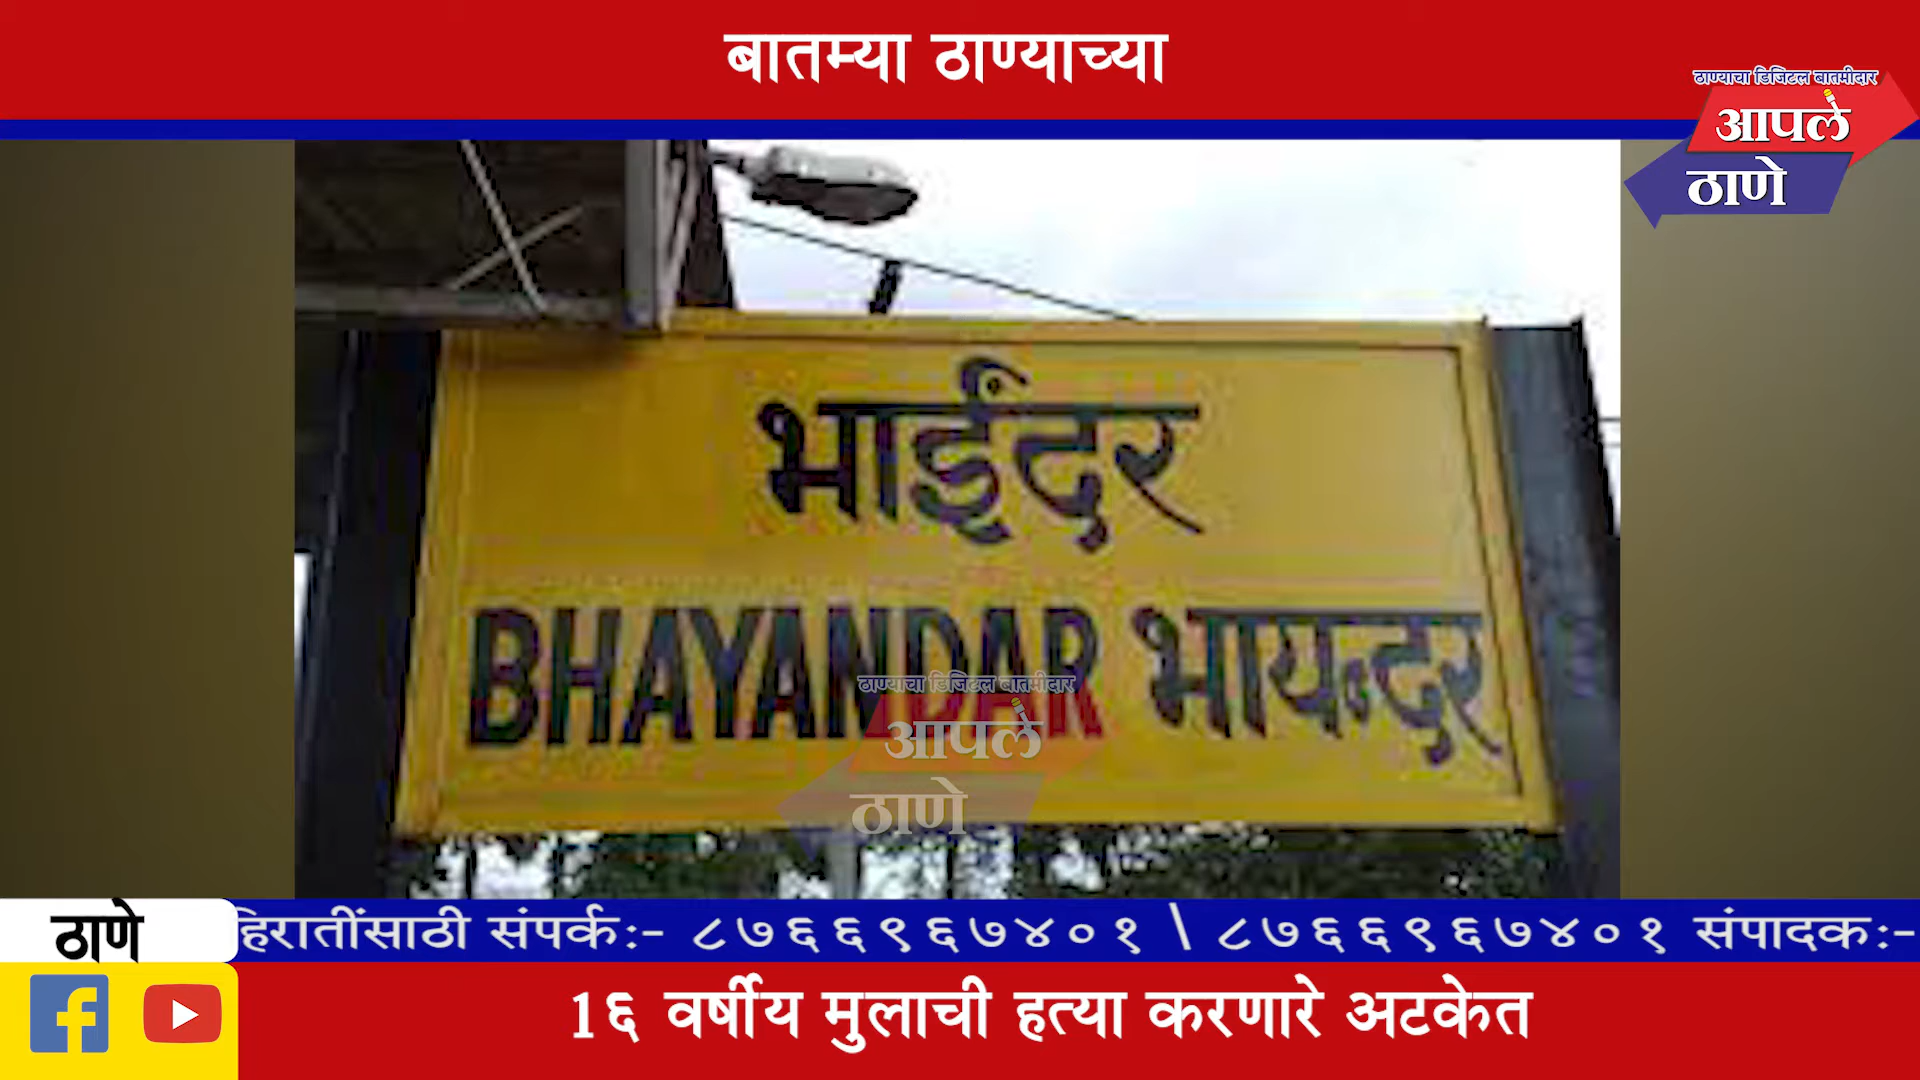 बातम्या ठाण्याच्या
ठाण्याचा डिजिटल बातमीदार
आपले
ठाणे
भाईंदर
BHAYANDAR भायन्दर
ठाण्याचा डिजिटल बातमीदार
आपले
ठाणे
ठाणे
हिरातींसाठी संपर्क:- ८७६६९६७४०१ \ ८७६६९६७४०१ संपादक:-
1६ वर्षीय मुलाची हत्या करणारे अटकेत